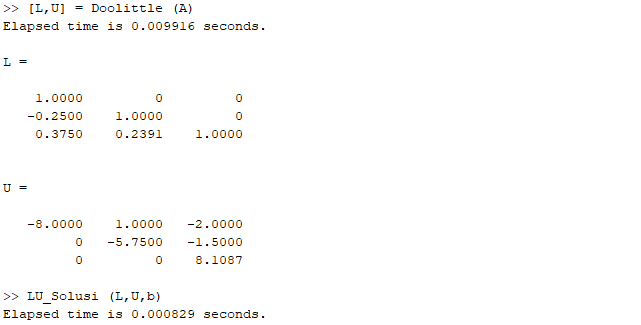 >> [L,U] = Doolittle (A)
Elapsed time is 0.009916 seconds.
L =
1.0000 0 0
-0.2500 1.0000 0
0.3750 0.2391 1.0000
U =
-8.0000 1.0000 -2.0000
0 -5.7500 -1.5000
0 0 8.1087
>> LU_Solusi (L,U,b)
Elapsed time is 0.000829 seconds.